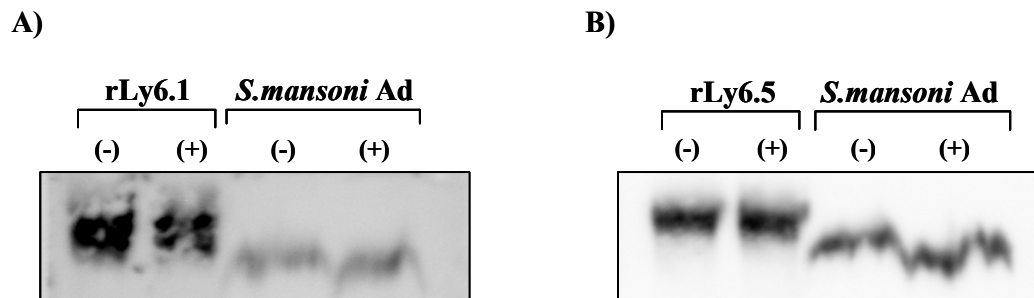 A)
B)
rLy6.1 S.mansoni Ad
(-) (+) (-) (+)
rLy6.5 S.mansoni Ad
(-) (+) (-) (+)